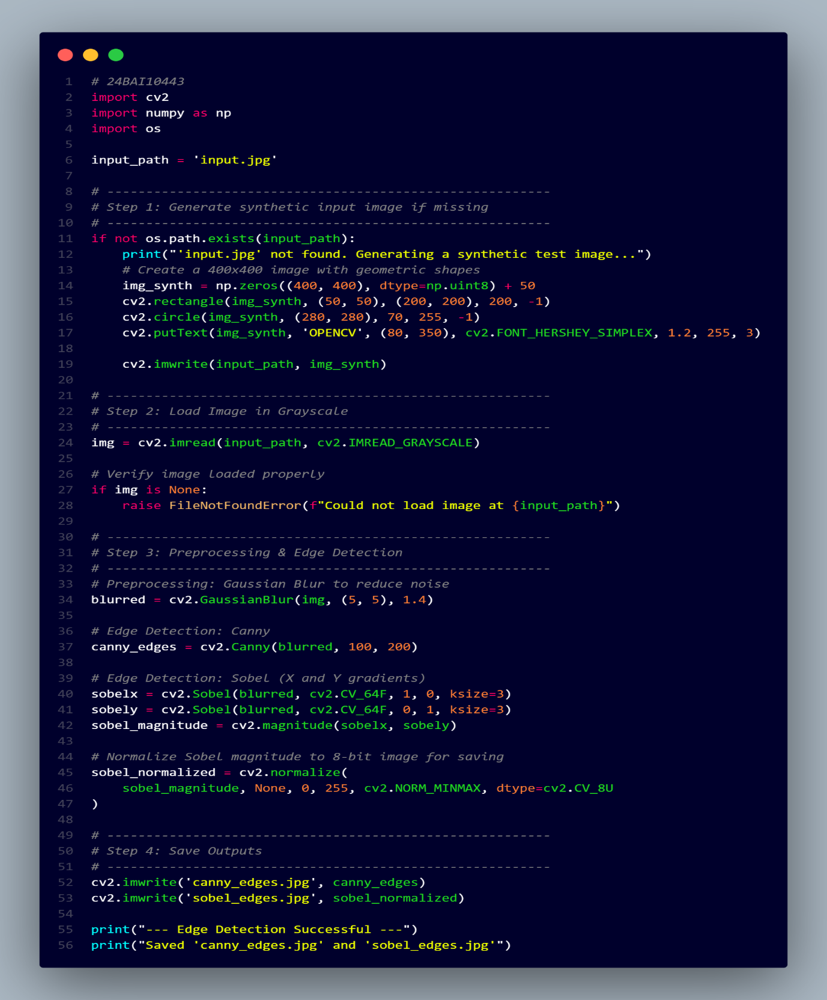 1 # 24BAI10443
2 import cv2
3 import numpy as np
4 import os
5
6 input_path = 'input.jpg'
7
8 # ---------------------------------------------------------
9 # Step 1: Generate synthetic input image if missing
10 # ---------------------------------------------------------
11 if not os.path.exists(input_path):
12     print("'input.jpg' not found. Generating a synthetic test image...")
13     # Create a 400x400 image with geometric shapes
14     img_synth = np.zeros((400, 400), dtype=np.uint8) + 50
15     cv2.rectangle(img_synth, (50, 50), (200, 200), 200, -1)
16     cv2.circle(img_synth, (280, 280), 70, 255, -1)
17     cv2.putText(img_synth, 'OPENCV', (80, 350), cv2.FONT_HERSHEY_SIMPLEX, 1.2, 255, 3)
18
19     cv2.imwrite(input_path, img_synth)
20
21 # ---------------------------------------------------------
22 # Step 2: Load Image in Grayscale
23 # ---------------------------------------------------------
24 img = cv2.imread(input_path, cv2.IMREAD_GRAYSCALE)
25
26 # Verify image loaded properly
27 if img is None:
28     raise FileNotFoundError(f"Could not load image at {input_path}")
29
30 # ---------------------------------------------------------
31 # Step 3: Preprocessing & Edge Detection
32 # ---------------------------------------------------------
33 # Preprocessing: Gaussian Blur to reduce noise
34 blurred = cv2.GaussianBlur(img, (5, 5), 1.4)
35
36 # Edge Detection: Canny
37 canny_edges = cv2.Canny(blurred, 100, 200)
38
39 # Edge Detection: Sobel (X and Y gradients)
40 sobelx = cv2.Sobel(blurred, cv2.CV_64F, 1, 0, ksize=3)
41 sobely = cv2.Sobel(blurred, cv2.CV_64F, 0, 1, ksize=3)
42 sobel_magnitude = cv2.magnitude(sobelx, sobely)
43
44 # Normalize Sobel magnitude to 8-bit image for saving
45 sobel_normalized = cv2.normalize(
46     sobel_magnitude, None, 0, 255, cv2.NORM_MINMAX, dtype=cv2.CV_8U
47 )
48
49 # ---------------------------------------------------------
50 # Step 4: Save Outputs
51 # ---------------------------------------------------------
52 cv2.imwrite('canny_edges.jpg', canny_edges)
53 cv2.imwrite('sobel_edges.jpg', sobel_normalized)
54
55 print("--- Edge Detection Successful ---")
56 print("Saved 'canny_edges.jpg' and 'sobel_edges.jpg'")